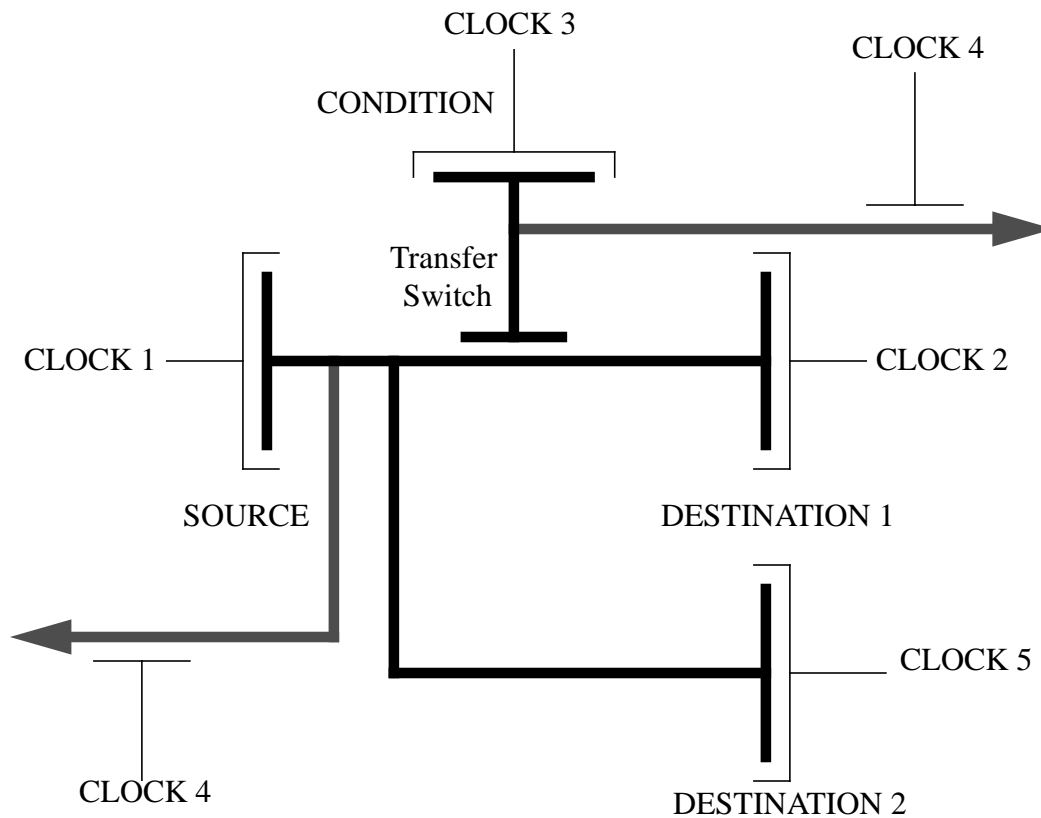 CLOCK 3
CLOCK 4
CONDITION
Transfer
Switch
CLOCK 1
CLOCK 2
SOURCE
DESTINATION 1
CLOCK 5
CLOCK 4
DESTINATION 2